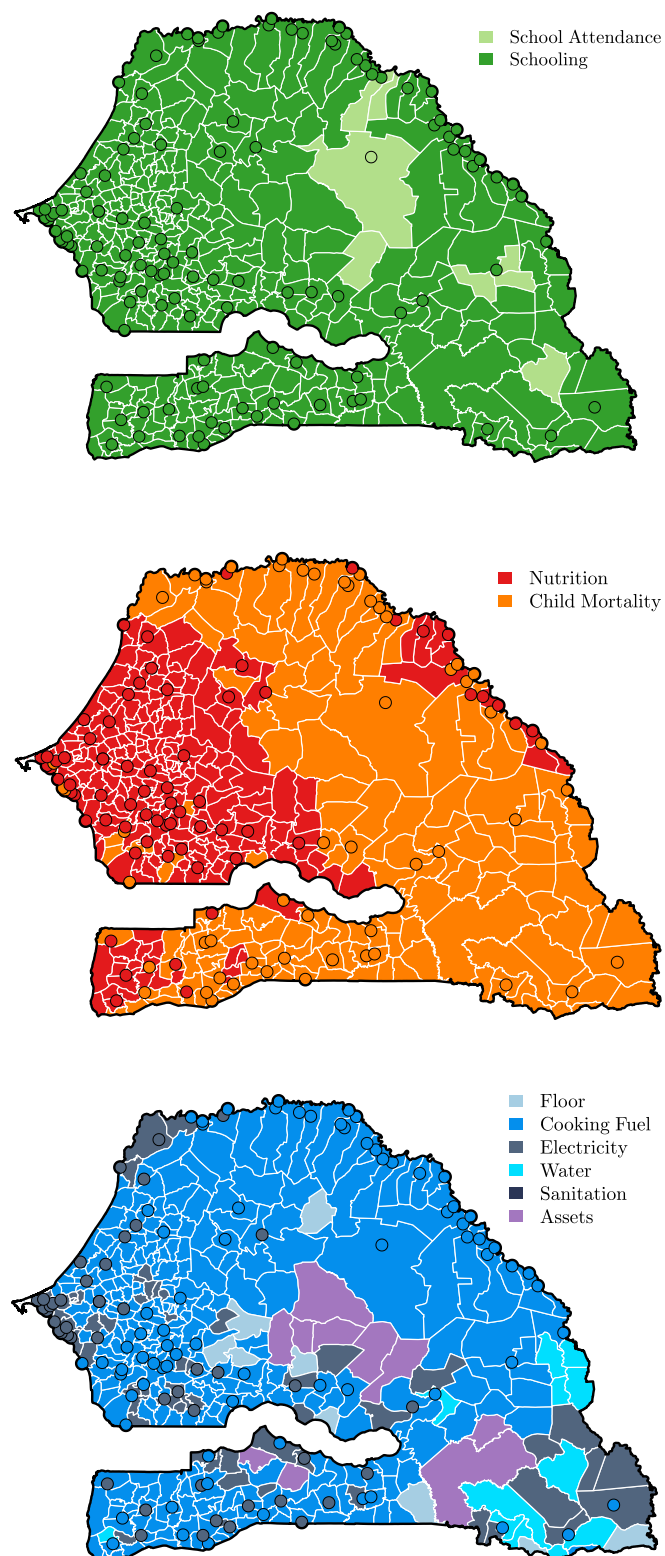 School Attendance
Schooling
Nutrition
Child Mortality
Floor
Cooking Fuel
Electricity
Water
Sanitation
Assets